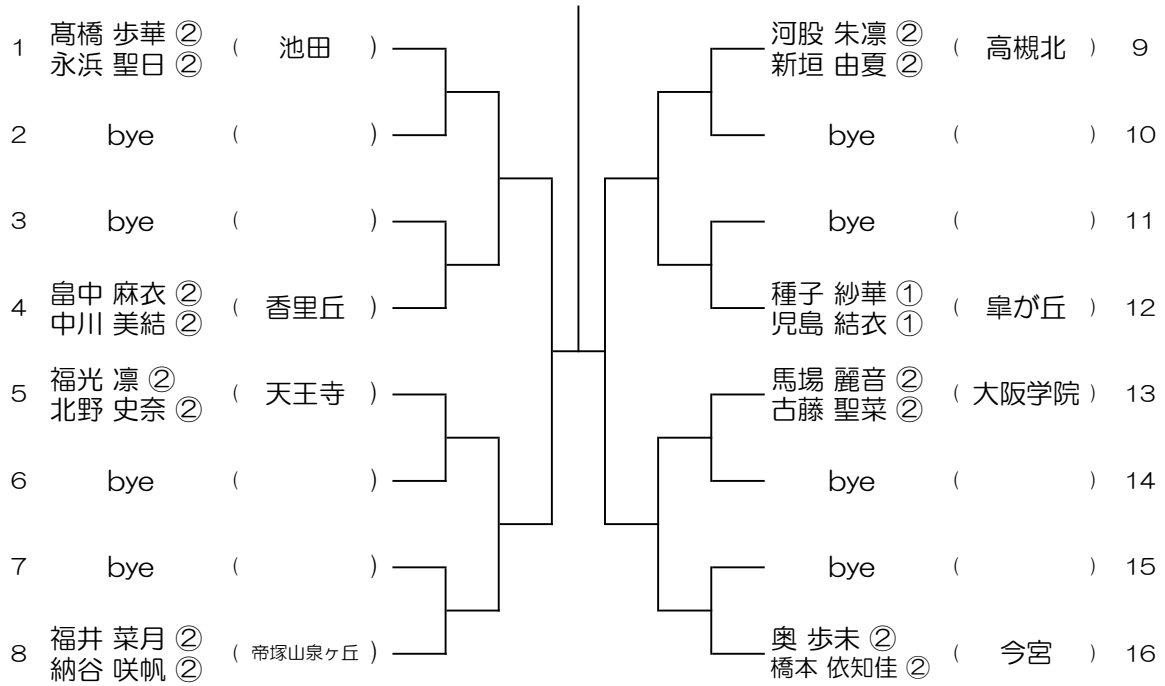 1 髙橋 歩華 ② ( 池田 )
永浜 聖日 ②
2 bye ( )
3 bye ( )
4 畠中 麻衣 ② ( 香里丘 )
中川 美結 ②
5 福光 凛 ② ( 天王寺 )
北野 史奈 ②
6 bye ( )
7 bye ( )
8 福井 菜月 ② ( 帝塚山泉ヶ丘 )
納谷 咲帆 ②
河股 朱凛 ② ( 高槻北 ) 9
新垣 由夏 ②
bye ( ) 10
bye ( ) 11
種子 紗華 ① ( 皐が丘 ) 12
児島 結衣 ①
馬場 麗音 ② ( 大阪学院 ) 13
古藤 聖菜 ②
bye ( ) 14
bye ( ) 15
奥 歩未 ② ( 今宮 ) 16
橋本 依知佳 ②